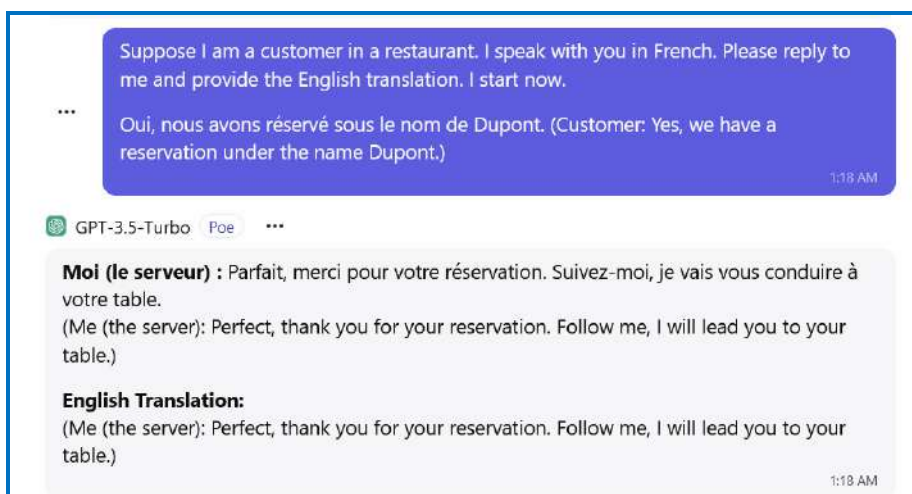 Suppose I am a customer in a restaurant. I speak with you in French. Please reply to
me and provide the English translation. I start now.
...
Oui, nous avons réservé sous le nom de Dupont. (Customer: Yes, we have a
reservation under the name Dupont.)
1:18 AM
GPT-3.5-Turbo Poe ...
Moi (le serveur) : Parfait, merci pour votre réservation. Suivez-moi, je vais vous conduire à
votre table.
(Me (the server): Perfect, thank you for your reservation. Follow me, I will lead you to your
table.)
English Translation:
(Me (the server): Perfect, thank you for your reservation. Follow me, I will lead you to your
table.)
1:18 AM